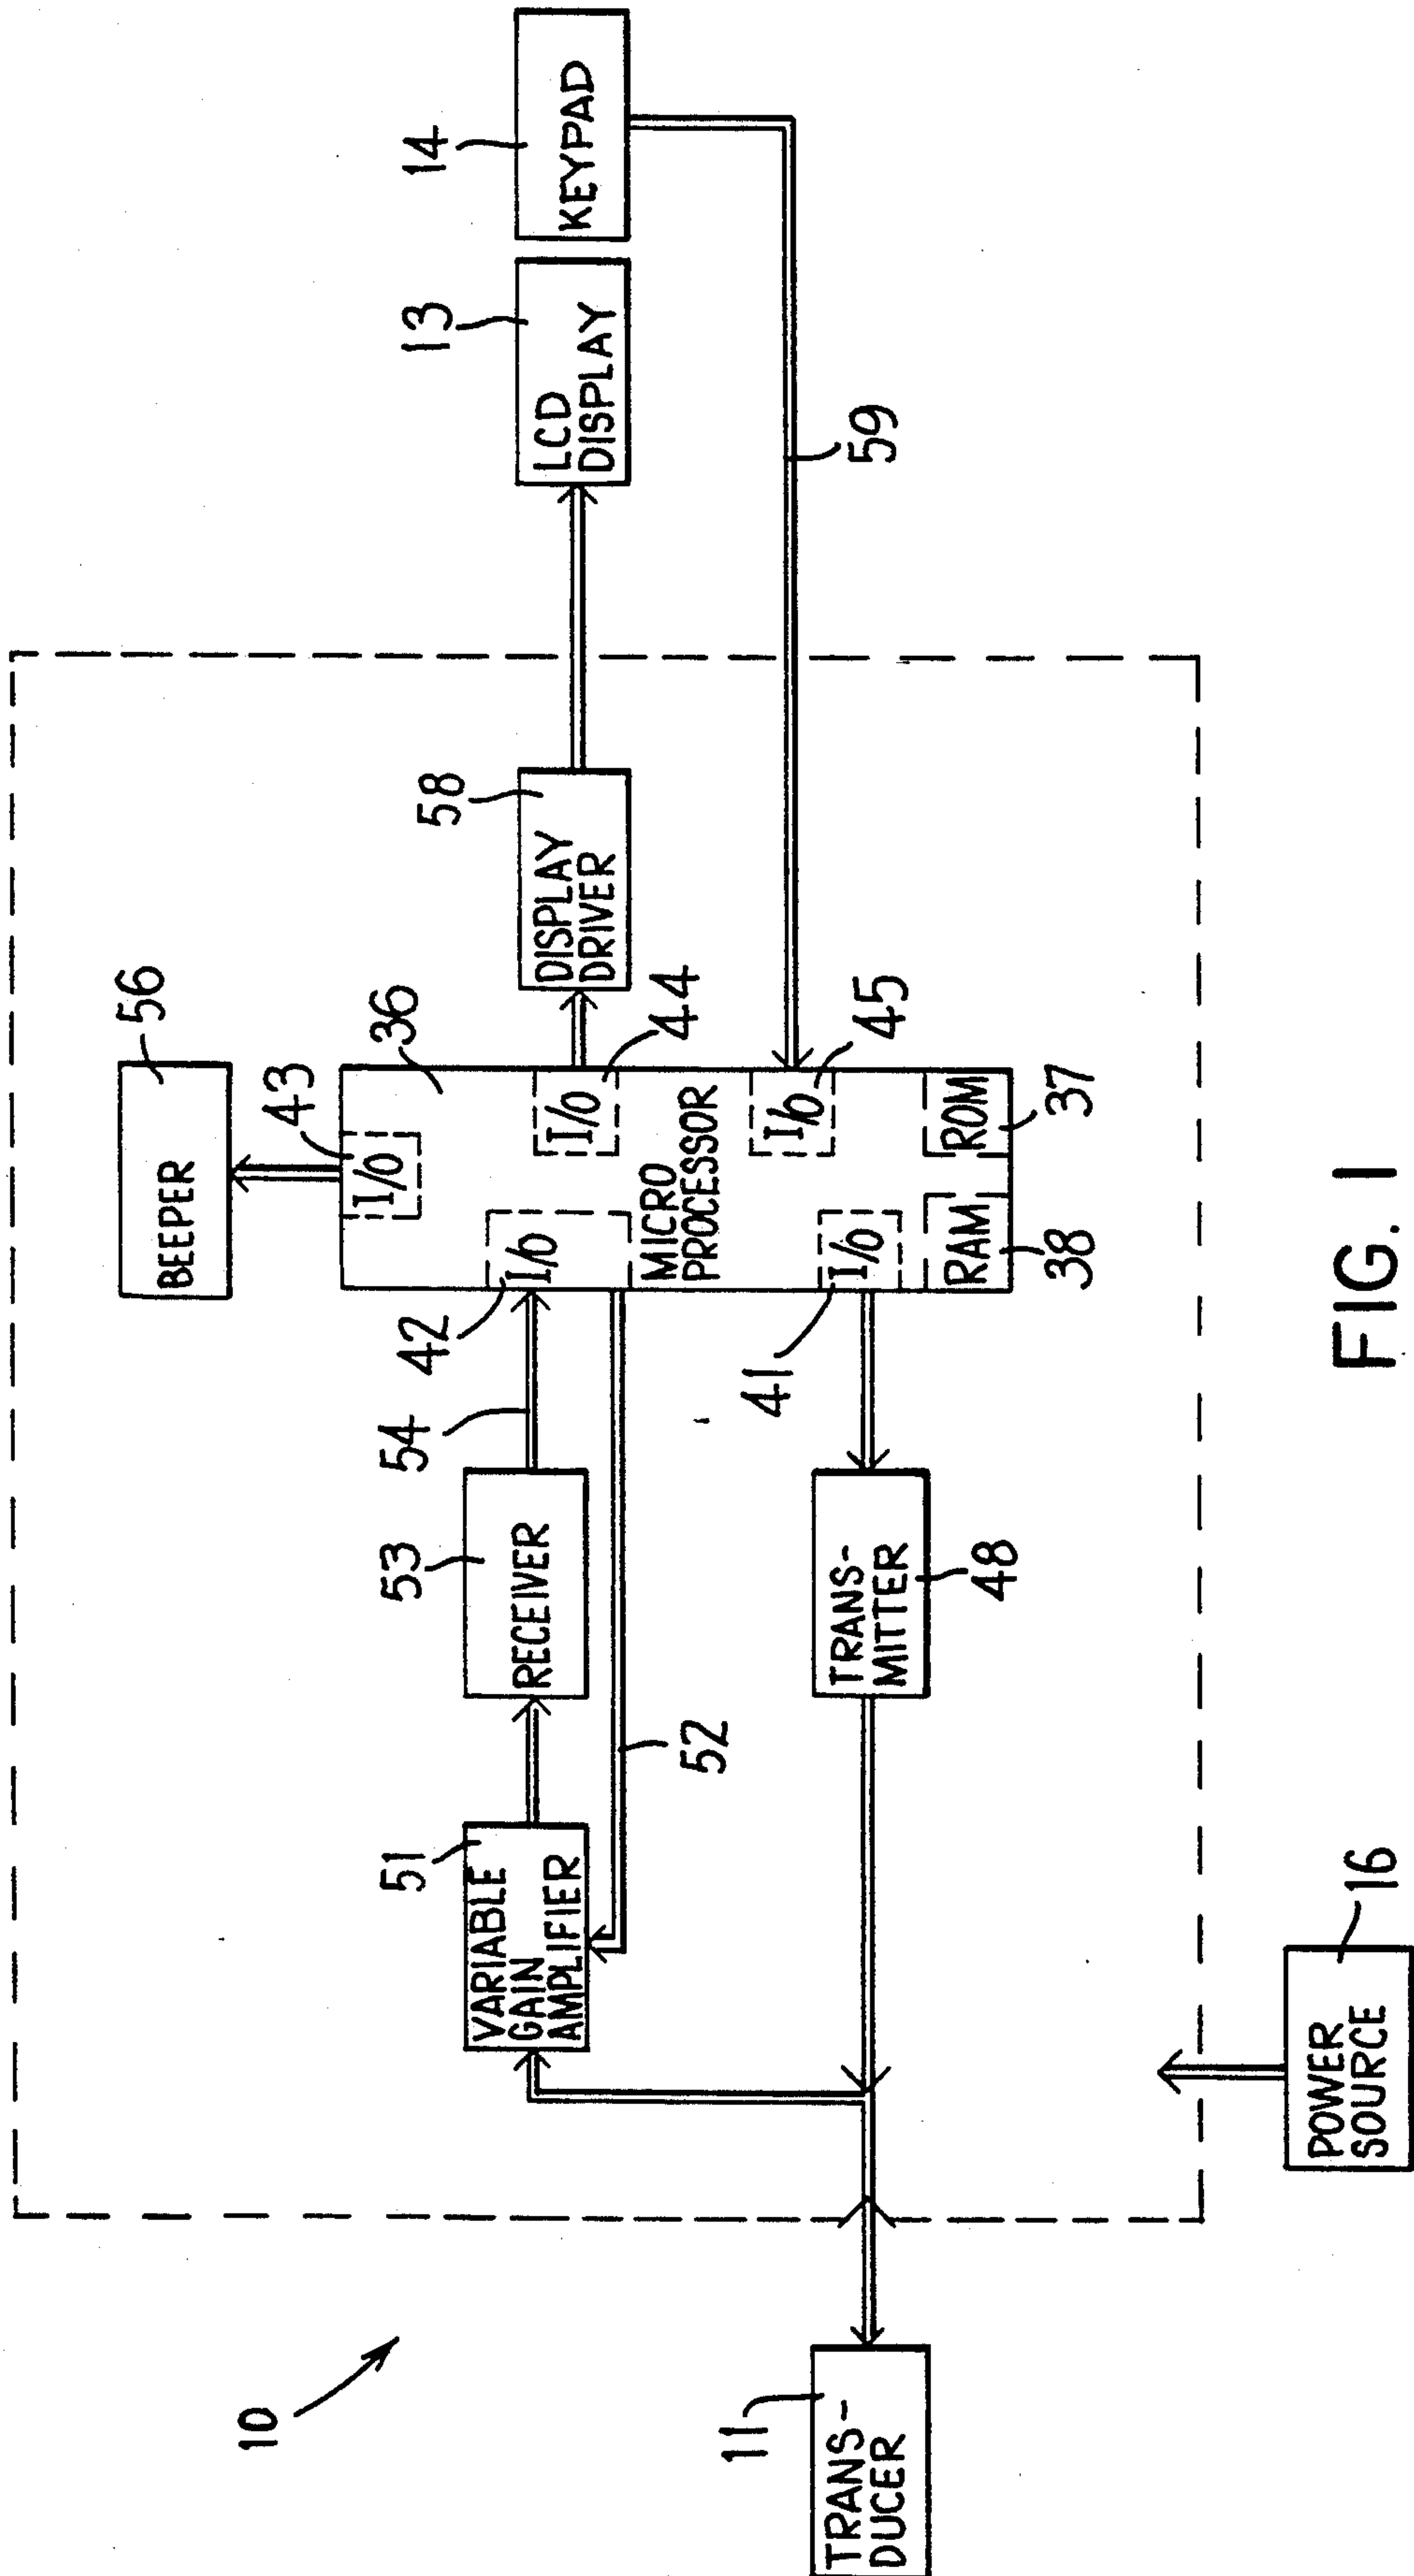 10
56
BEEPER
43
I/O
36
14
KEYPAD
13
LCD
DISPLAY
58
DISPLAY
DRIVER
44
I/O
53
RECEIVER
54
42
I/O
51
VARIABLE
GAIN
AMPLIFIER
52
MICRO
PROCESSOR
59
45
I/O
41
I/O
11
TRANS-
DUCER
TRANS-
MITTER
48
RAM
38
ROM
37
16
POWER
SOURCE
FIG. 1